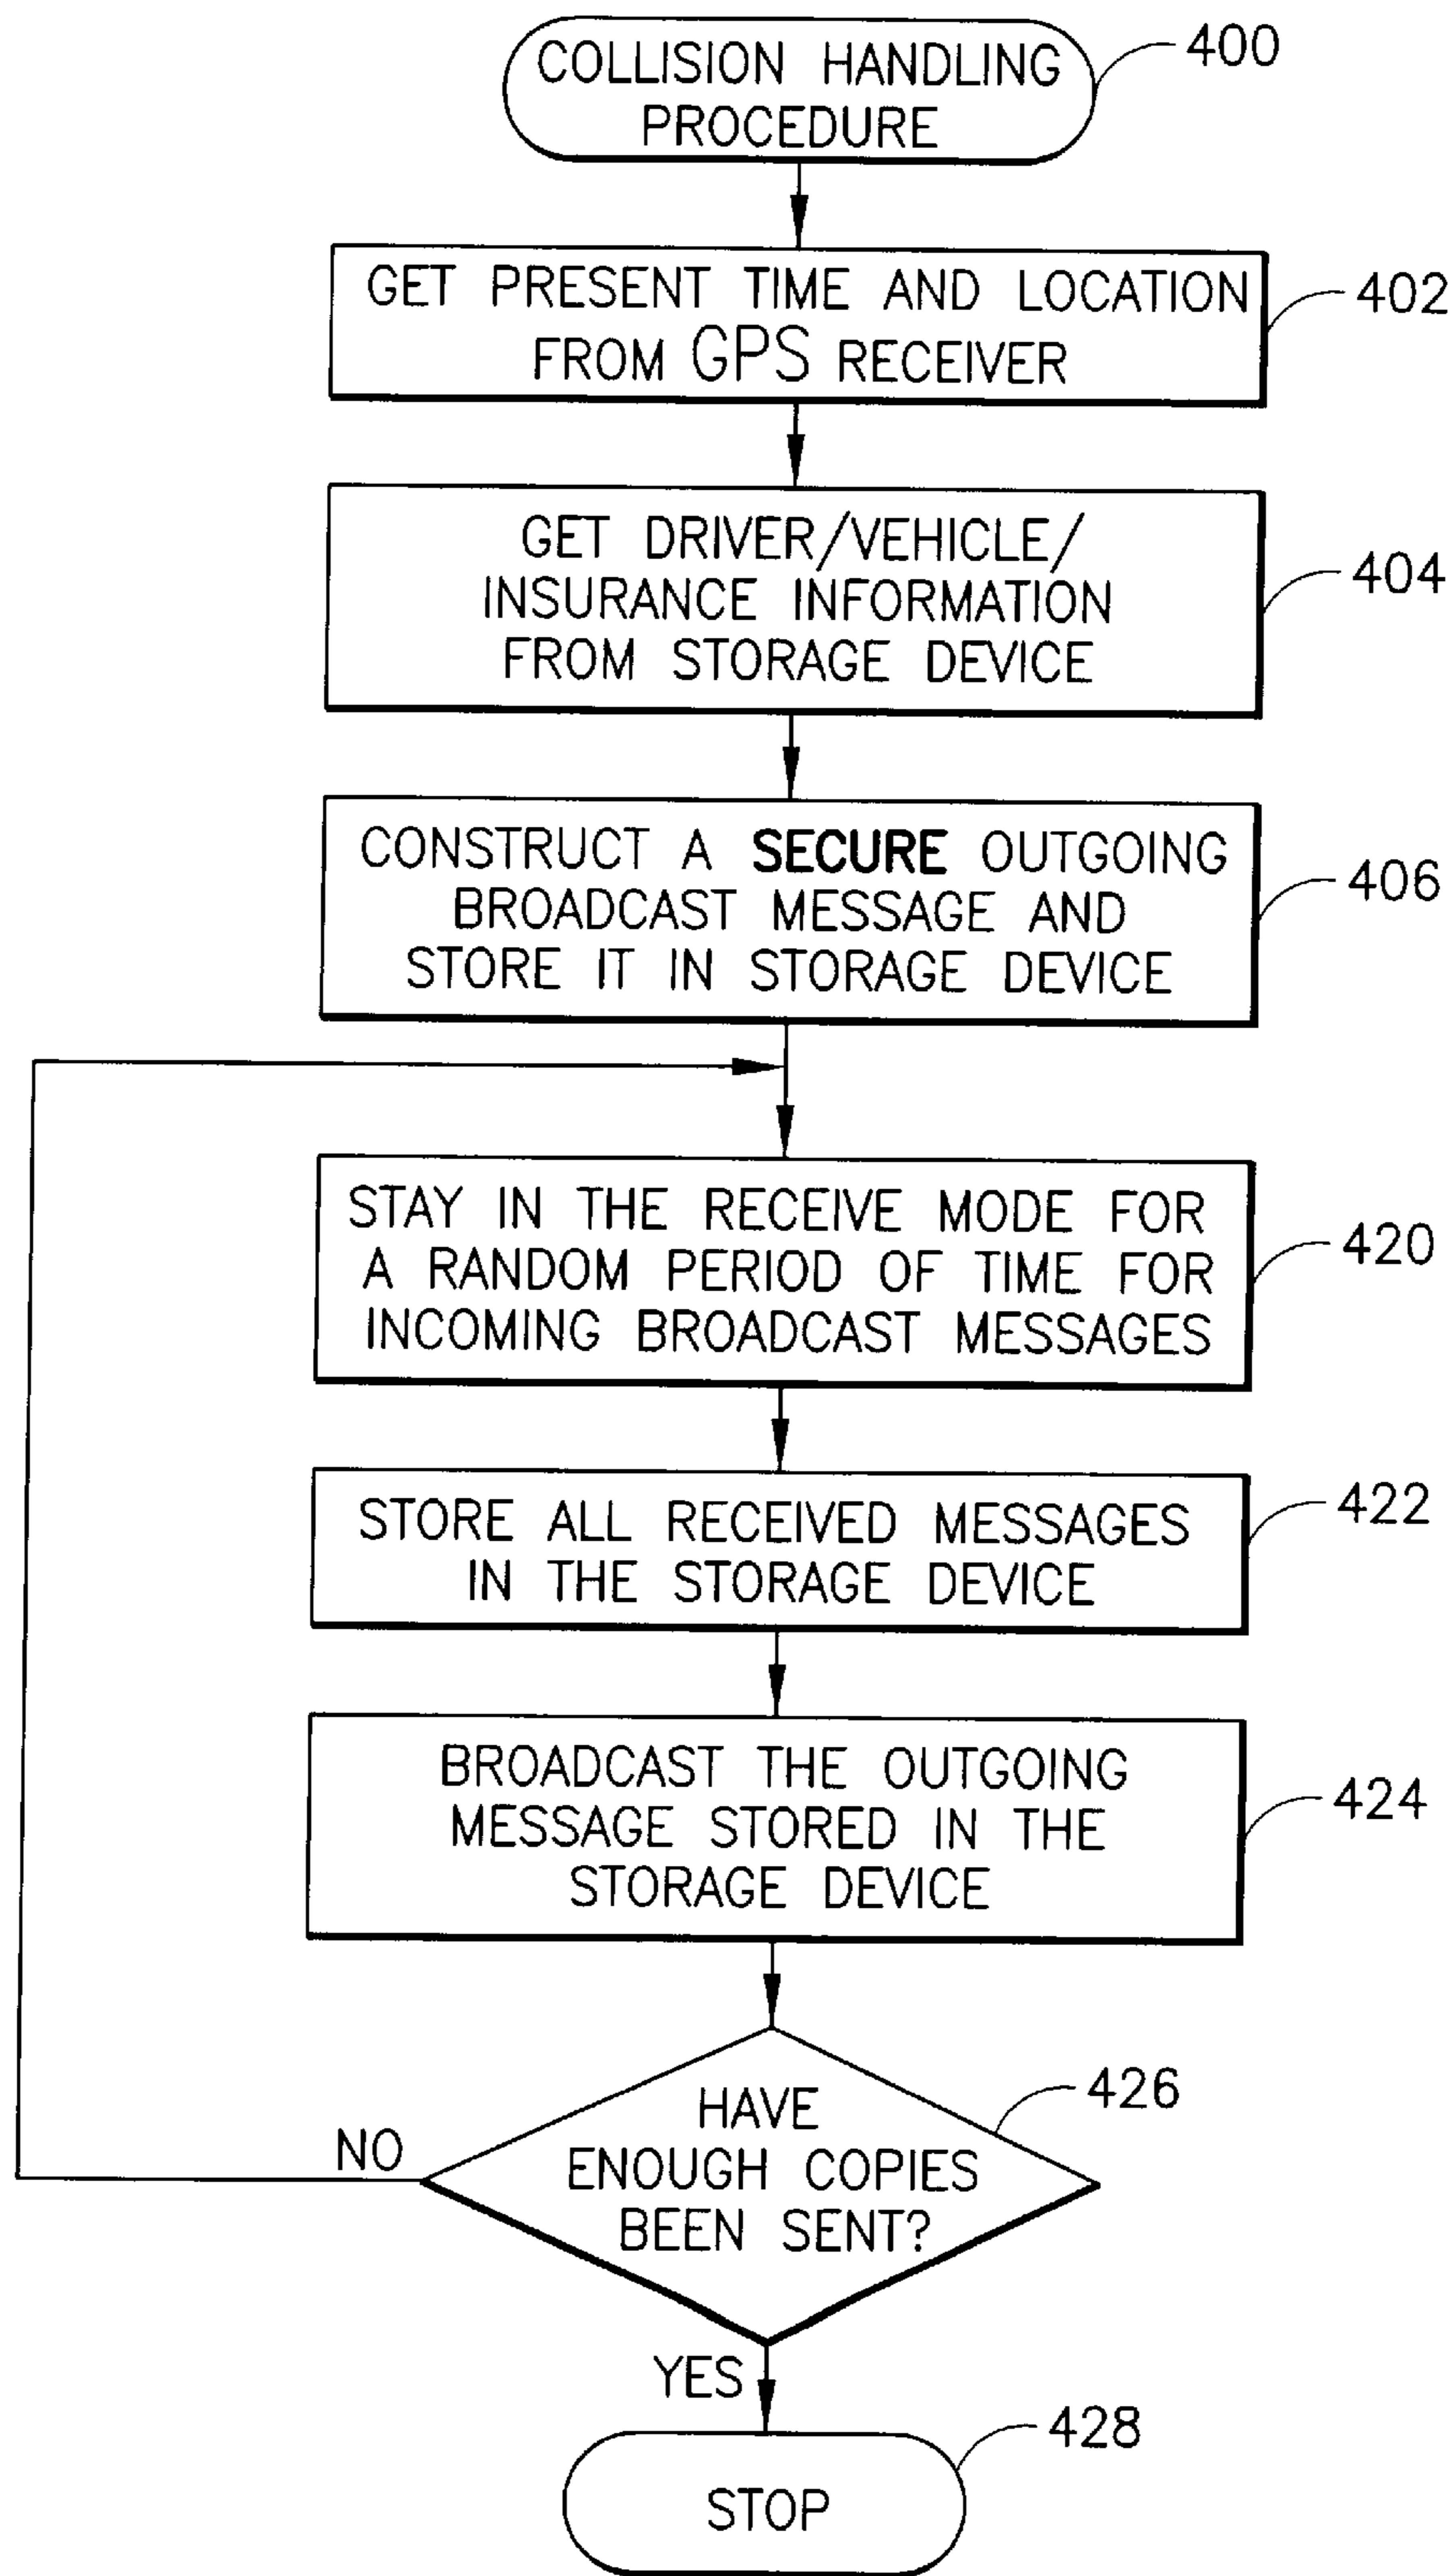 COLLISION HANDLING
PROCEDURE
400
GET PRESENT TIME AND LOCATION
FROM GPS RECEIVER
402
GET DRIVER/VEHICLE/
INSURANCE INFORMATION
FROM STORAGE DEVICE
404
CONSTRUCT A SECURE OUTGOING
BROADCAST MESSAGE AND
STORE IT IN STORAGE DEVICE
406
STAY IN THE RECEIVE MODE FOR
A RANDOM PERIOD OF TIME FOR
INCOMING BROADCAST MESSAGES
420
STORE ALL RECEIVED MESSAGES
IN THE STORAGE DEVICE
422
BROADCAST THE OUTGOING
MESSAGE STORED IN THE
STORAGE DEVICE
424
HAVE
ENOUGH COPIES
BEEN SENT?
426
NO
YES
STOP
428